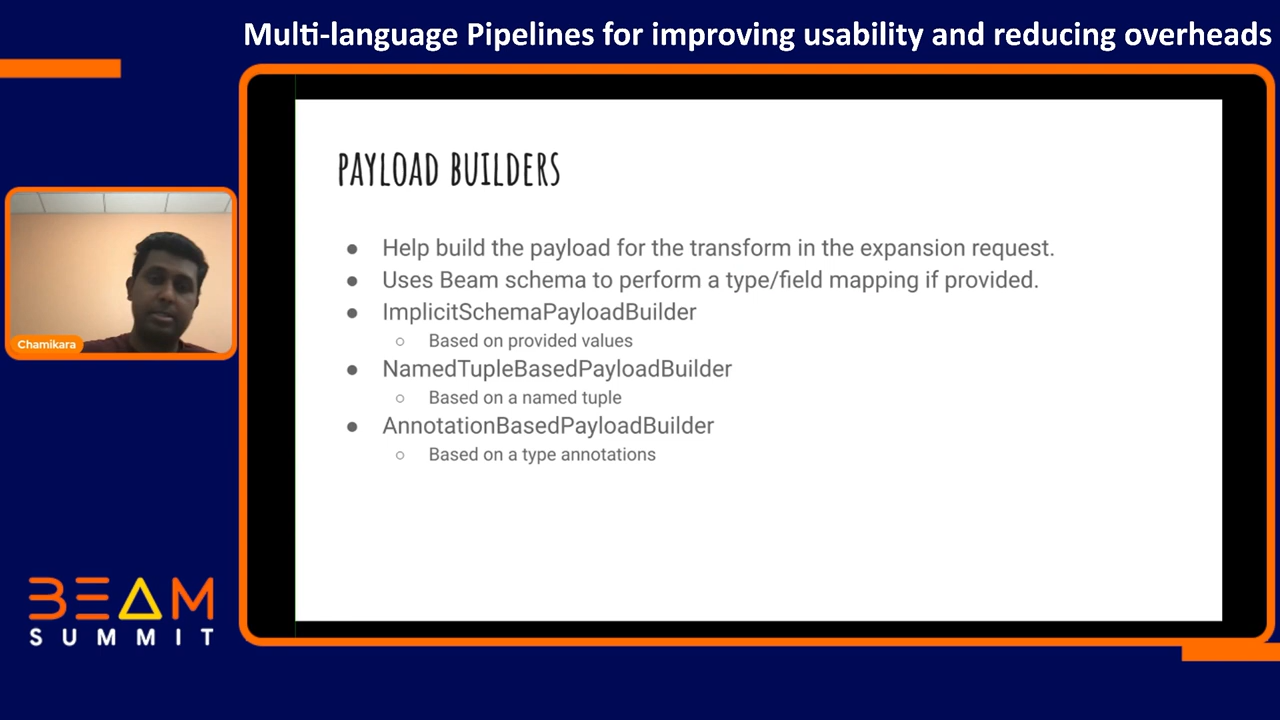 Multi-language Pipelines for improving usability and reducing overheads
PAYLOAD BUILDERS
● Help build the payload for the transform in the expansion request.
● Uses Beam schema to perform a type/field mapping if provided.
● ImplicitSchemaPayloadBuilder
○ Based on provided values
● NamedTupleBasedPayloadBuilder
○ Based on a named tuple
● AnnotationBasedPayloadBuilder
○ Based on a type annotations
Chamikara
BEAM
SUMMIT